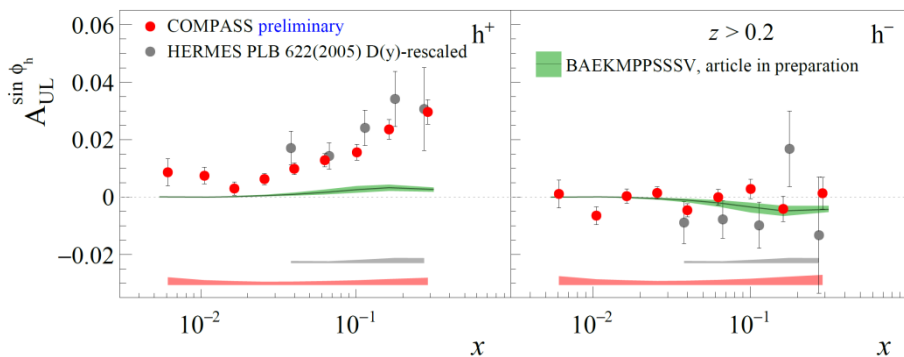 COMPASS preliminary
HERMES PLB 622(2005) D(y)-rescaled
h+
z > 0.2
h−
BAEKMPPSSSV, article in preparation
A_UL^sin ϕ_h
0.06
0.04
0.02
0
−0.02
10^−2
10^−1
x
10^−2
10^−1
x